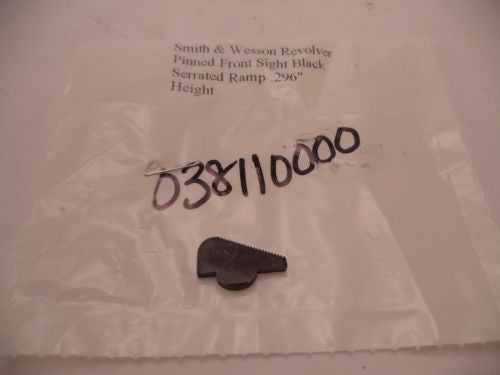 Smith & Wesson Revolver
Pinned Front Sight Black
Serrated Ramp .296"
Height
038110000